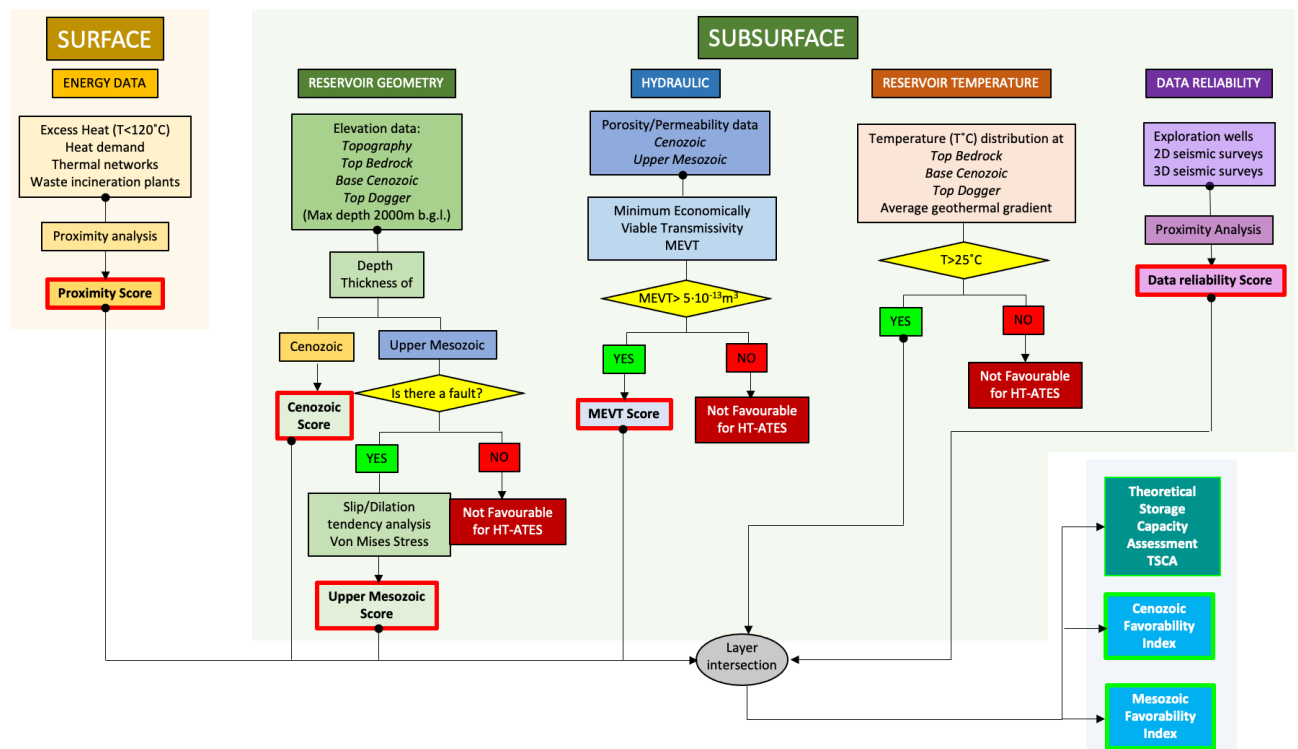 SURFACE
ENERGY DATA
Excess Heat (T<120˚C)
Heat demand
Thermal networks
Waste incineration plants
Proximity analysis
Proximity Score
SUBSURFACE
RESERVOIR GEOMETRY
Elevation data:
Topography
Top Bedrock
Base Cenozoic
Top Dogger
(Max depth 2000m b.g.l.)
Depth
Thickness of
Cenozoic
Upper Mesozoic
Cenozoic
Score
Is there a fault?
YES
NO
Slip/Dilation
tendency analysis
Von Mises Stress
Not Favourable
for HT-ATES
Upper Mesozoic
Score
HYDRAULIC
Porosity/Permeability data
Cenozoic
Upper Mesozoic
Minimum Economically
Viable Transmissivity
MEVT
MEVT> 5·10⁻¹³m³
YES
NO
MEVT Score
Not Favourable
for HT-ATES
RESERVOIR TEMPERATURE
Temperature (T˚C) distribution at
Top Bedrock
Base Cenozoic
Top Dogger
Average geothermal gradient
T>25˚C
YES
NO
Not Favourable
for HT-ATES
DATA RELIABILITY
Exploration wells
2D seismic surveys
3D seismic surveys
Proximity Analysis
Data reliability Score
Layer
intersection
Theoretical
Storage
Capacity
Assessment
TSCA
Cenozoic
Favorability
Index
Mesozoic
Favorability
Index